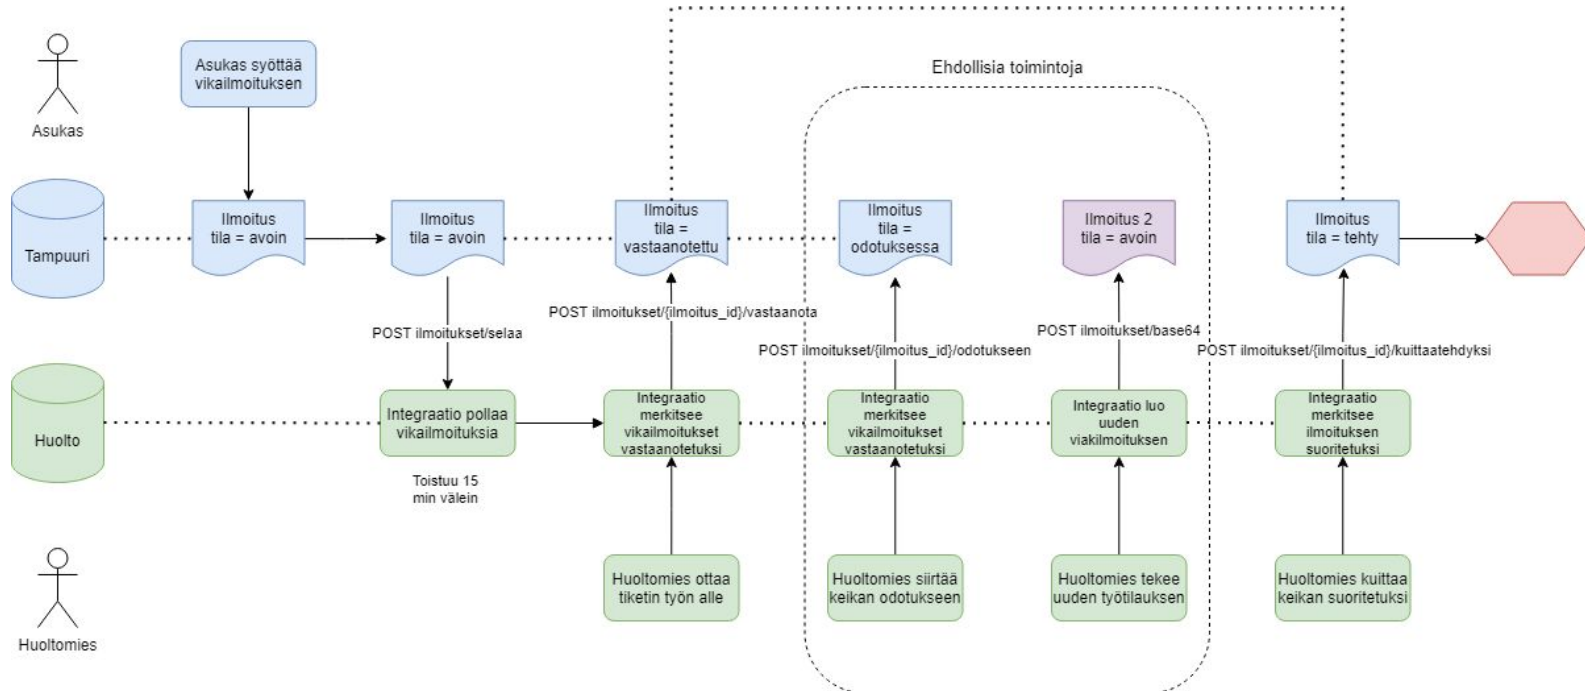 Asukas syöttää
vikailmoituksen
Ehdollisia toimintoja
Asukas
Tampuuri
Ilmoitus
tila = avoin
Ilmoitus
tila = avoin
Ilmoitus
tila =
vastaanotettu
Ilmoitus
tila =
odotuksessa
Ilmoitus 2
tila = avoin
Ilmoitus
tila = tehty
POST ilmoitukset/selaa
POST ilmoitukset/{ilmoitus_id}/vastaanota
POST ilmoitukset/{ilmoitus_id}/odotukseen
POST ilmoitukset/base64
POST ilmoitukset/{ilmoitus_id}/kuittaatehdyksi
Huolto
Integraatio pollaa
vikailmoituksia
Toistuu 15
min välein
Integraatio
merkitsee
vikailmoitukset
vastaanotetuksi
Integraatio
merkitsee
vikailmoitukset
vastaanotetuksi
Integraatio luo
uuden
viakilmoituksen
Integraatio
merkitsee
ilmoituksen
suoritetuksi
Huoltomies
Huoltomies ottaa
tiketin työn alle
Huoltomies siirtää
keikan odotukseen
Huoltomies tekee
uuden työtilauksen
Huoltomies kuittaa
keikan suoritetuksi